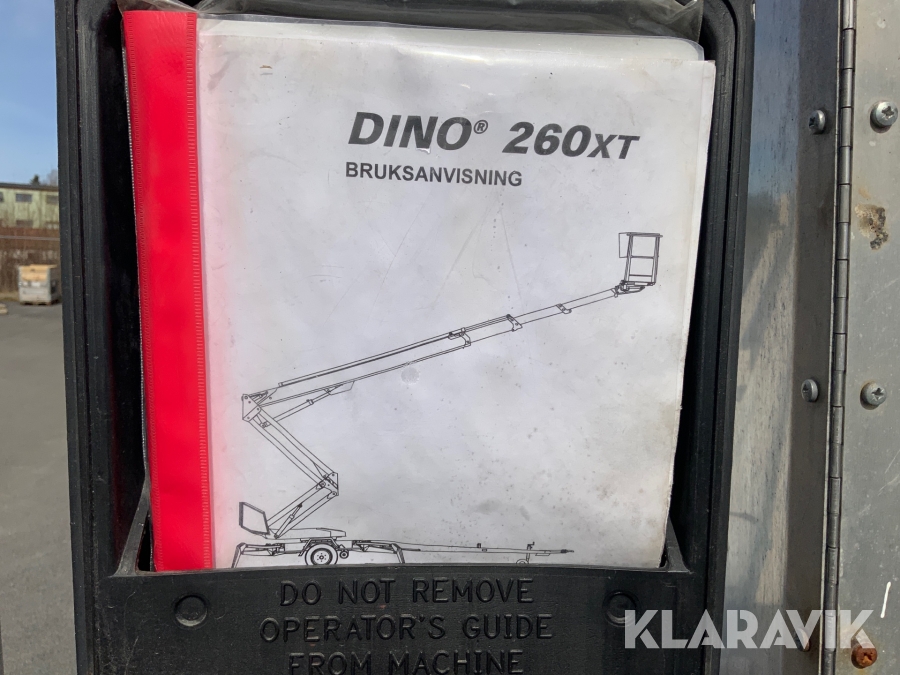 DINO® 260XT
BRUKSANVISNING
DO NOT REMOVE
OPERATOR'S GUIDE
FROM MACHINE
KLARAVIK